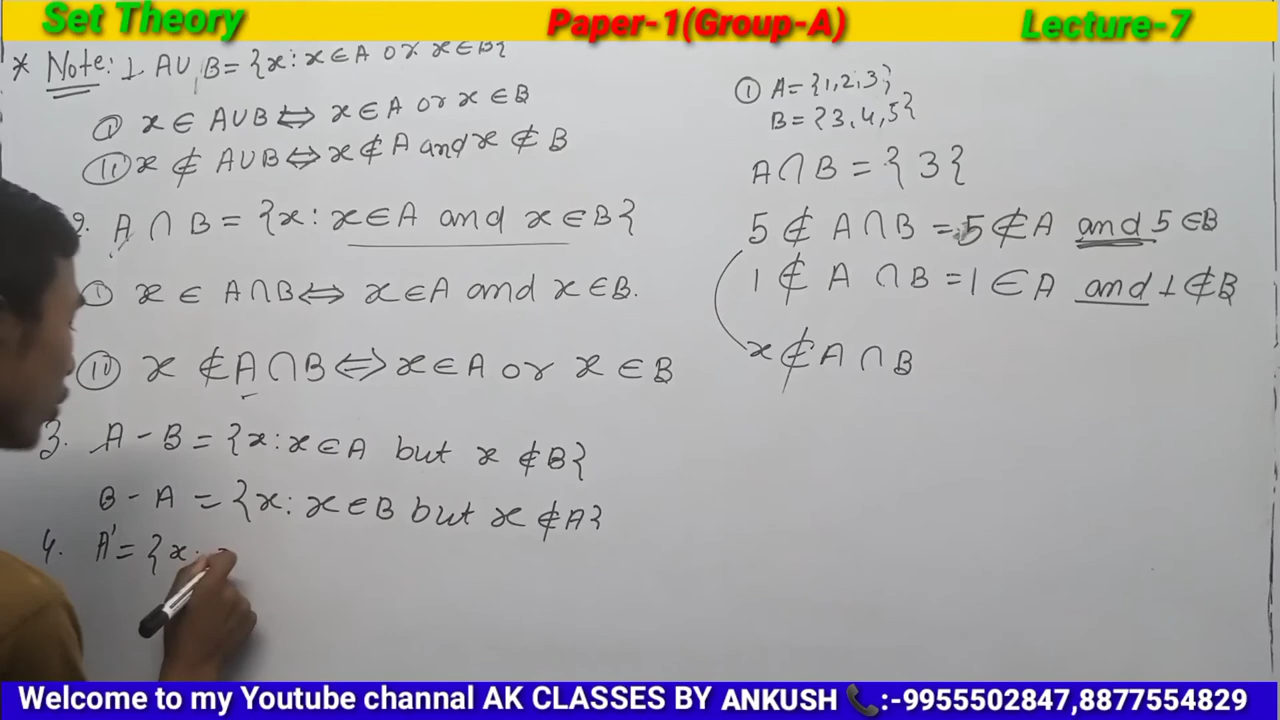 Set Theory
Paper-1(Group-A)
Lecture-7
* Note: 1. A∪B = {x: x∈A or x∈B}
(i) x ∈ A∪B ⇔ x∈A or x ∈B
(ii) x ∉ A∪B ⇔ x∉A and x ∉ B
2. A ∩ B = {x: x∈A and x∈B}
(i) x ∈ A∩B ⇔ x∈A and x∈B.
(ii) x ∉ A∩B ⇔ x∈A or x ∈B
3. A - B = {x: x∈A but x ∉B}
B - A = {x: x∈B but x ∉A}
4. A' = {x:
(1) A = {1,2,3}
B = {3,4,5}
A∩B = {3}
5 ∉ A∩B = 5∉A and 5∈B
1 ∉ A ∩B = 1∈A and 1∉B
x ∉ A ∩ B
Welcome to my Youtube channal AK CLASSES BY ANKUSH 📞:-9955502847,8877554829